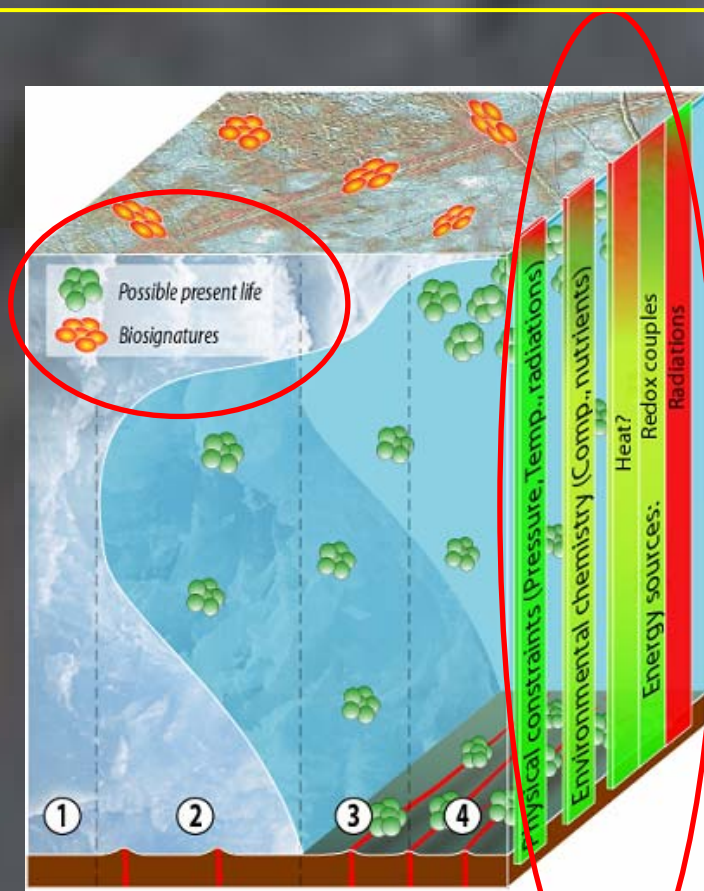 Possible present life
Biosignatures
Physical constraints (Pressure, Temp., radiations)
Environmental chemistry (Comp., nutrients)
Heat?
Energy sources:
Redox couples
Radiations
1
2
3
4